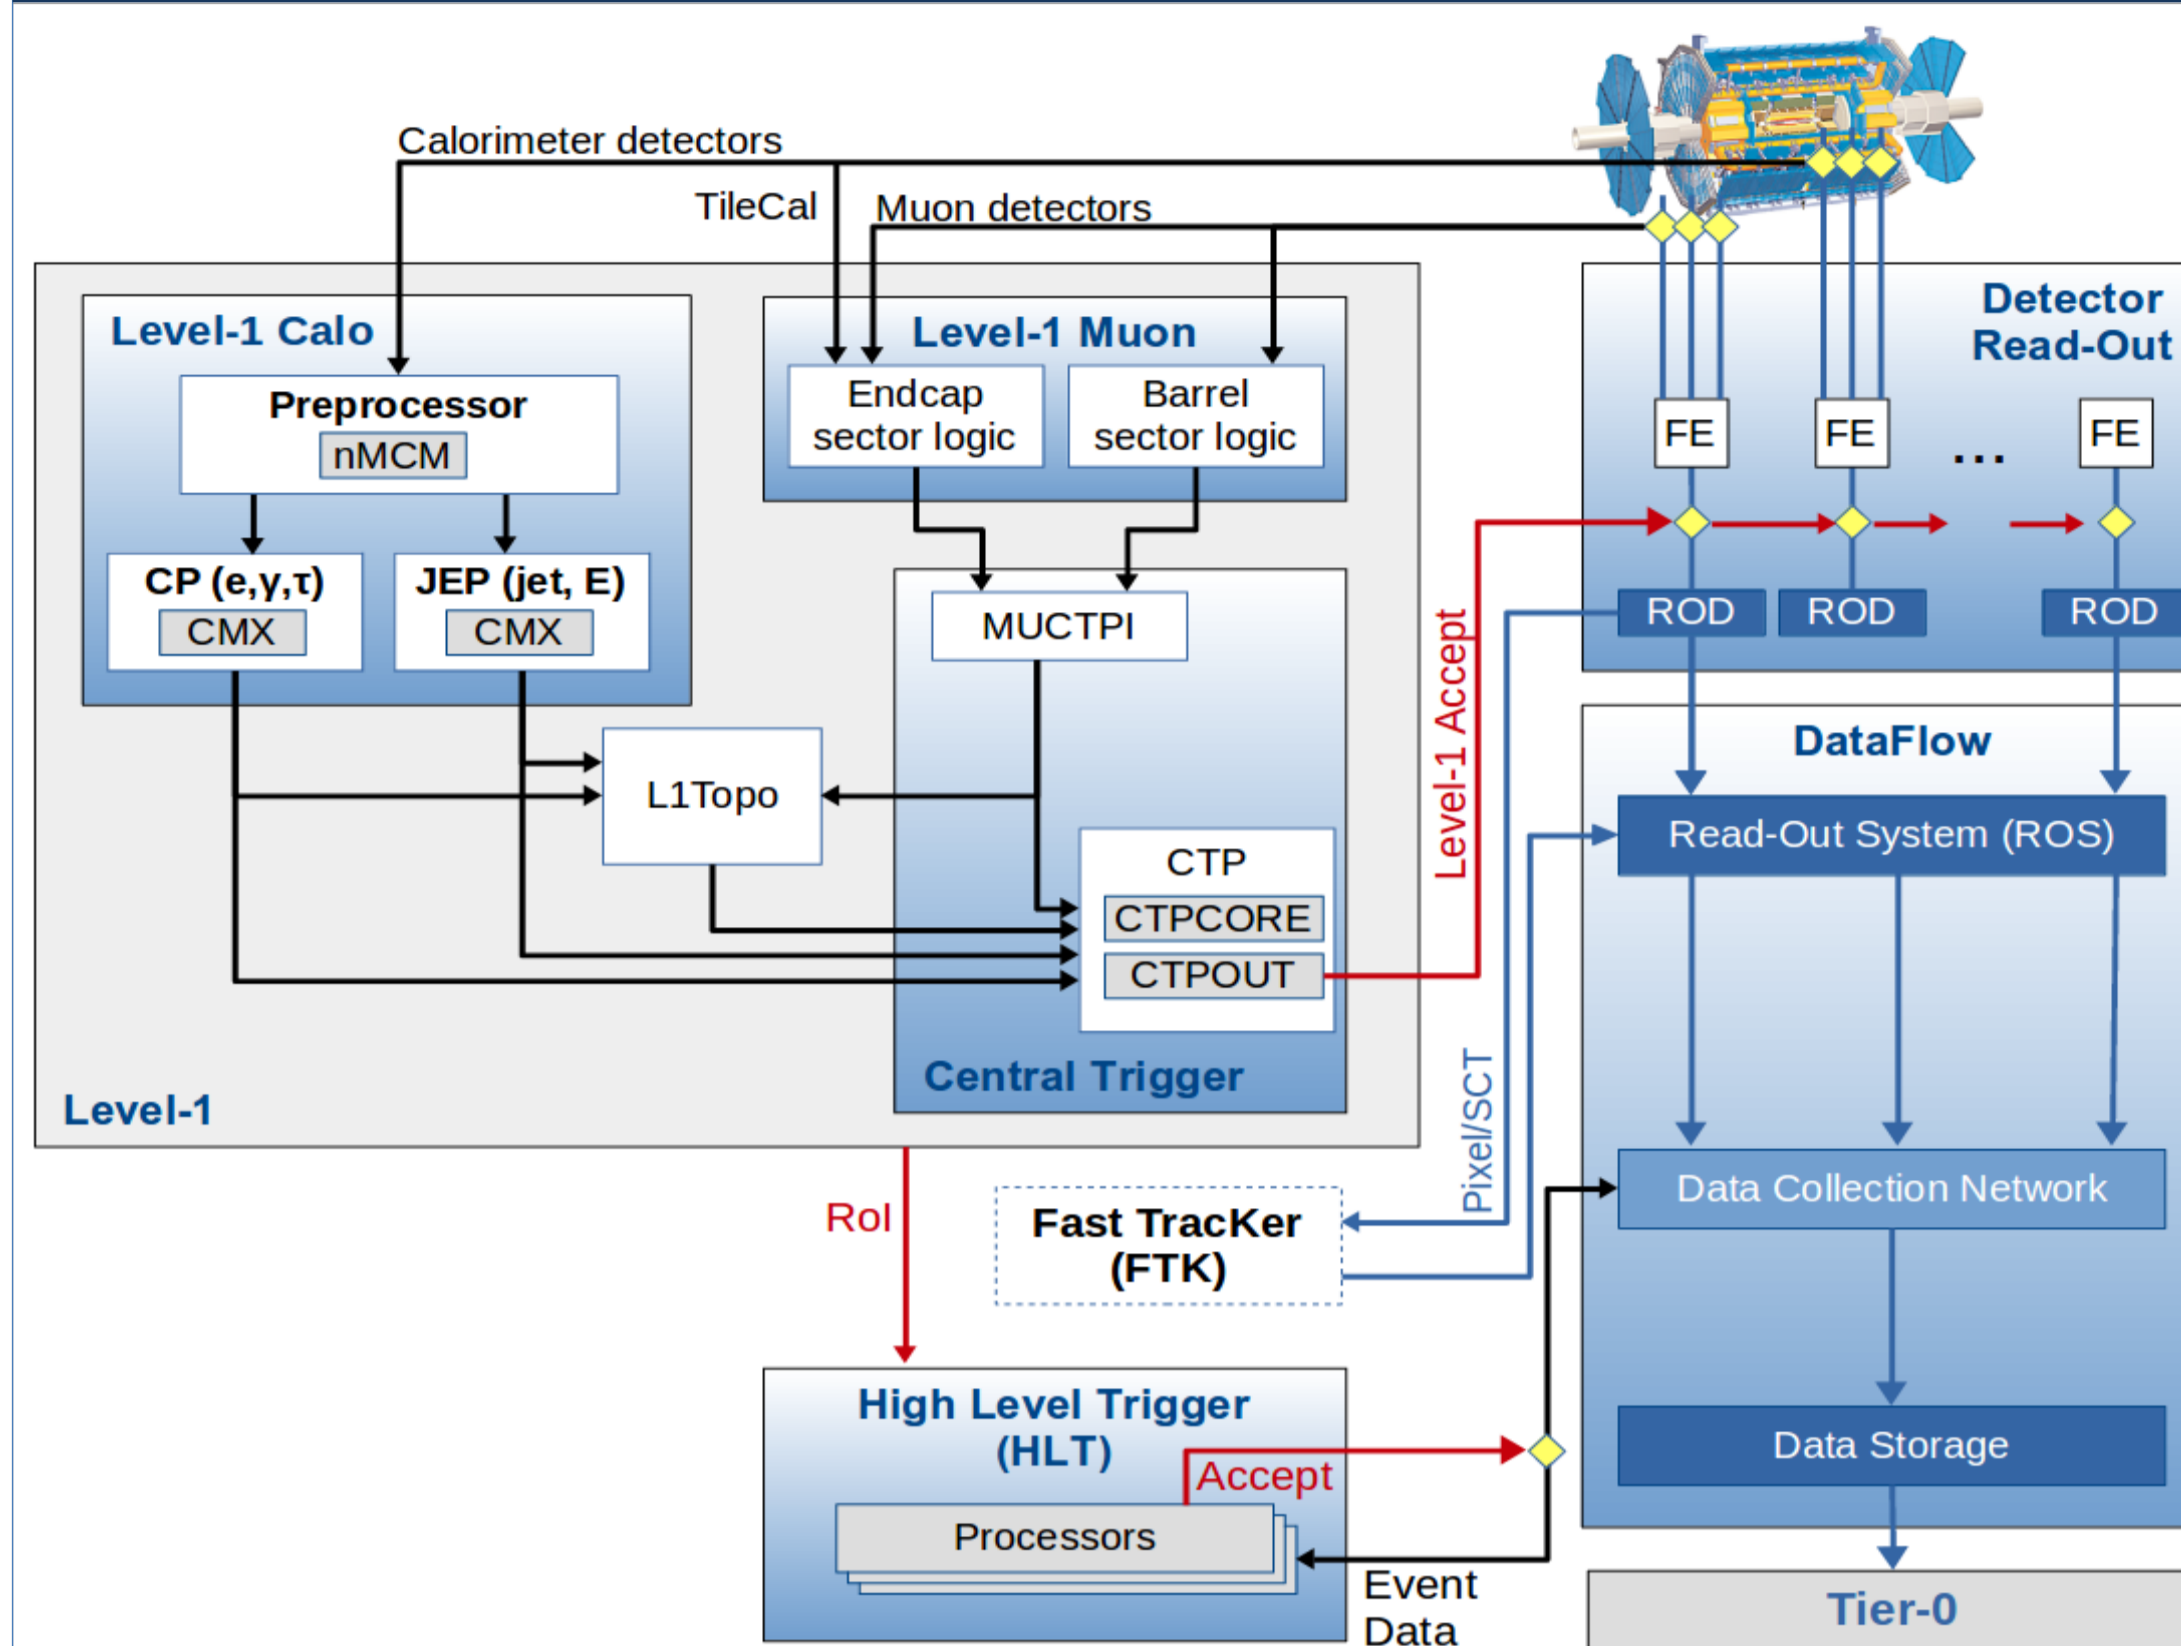 Calorimeter detectors
TileCal
Muon detectors
Level-1 Calo
Preprocessor
nMCM
CP (e,γ,τ)
CMX
JEP (jet, E)
CMX
Level-1 Muon
Endcap
sector logic
Barrel
sector logic
MUCTPI
L1Topo
CTP
CTPCORE
CTPOUT
Central Trigger
Level-1
Level-1 Accept
Detector
Read-Out
FE
FE
...
FE
ROD
ROD
ROD
DataFlow
Read-Out System (ROS)
Pixel/SCT
Data Collection Network
RoI
Fast TracKer
(FTK)
High Level Trigger
(HLT)
Accept
Processors
Event
Data
Data Storage
Tier-0